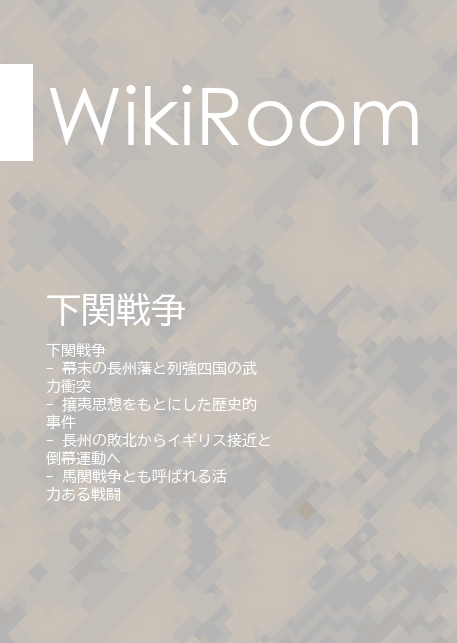 WikiRoom
下関戦争
下関戦争
- 幕末の長州藩と列強四国の武
力衝突
- 攘夷思想をもとにした歴史的
事件
- 長州の敗北からイギリス接近と
倒幕運動へ
- 馬関戦争とも呼ばれる活
力ある戦闘